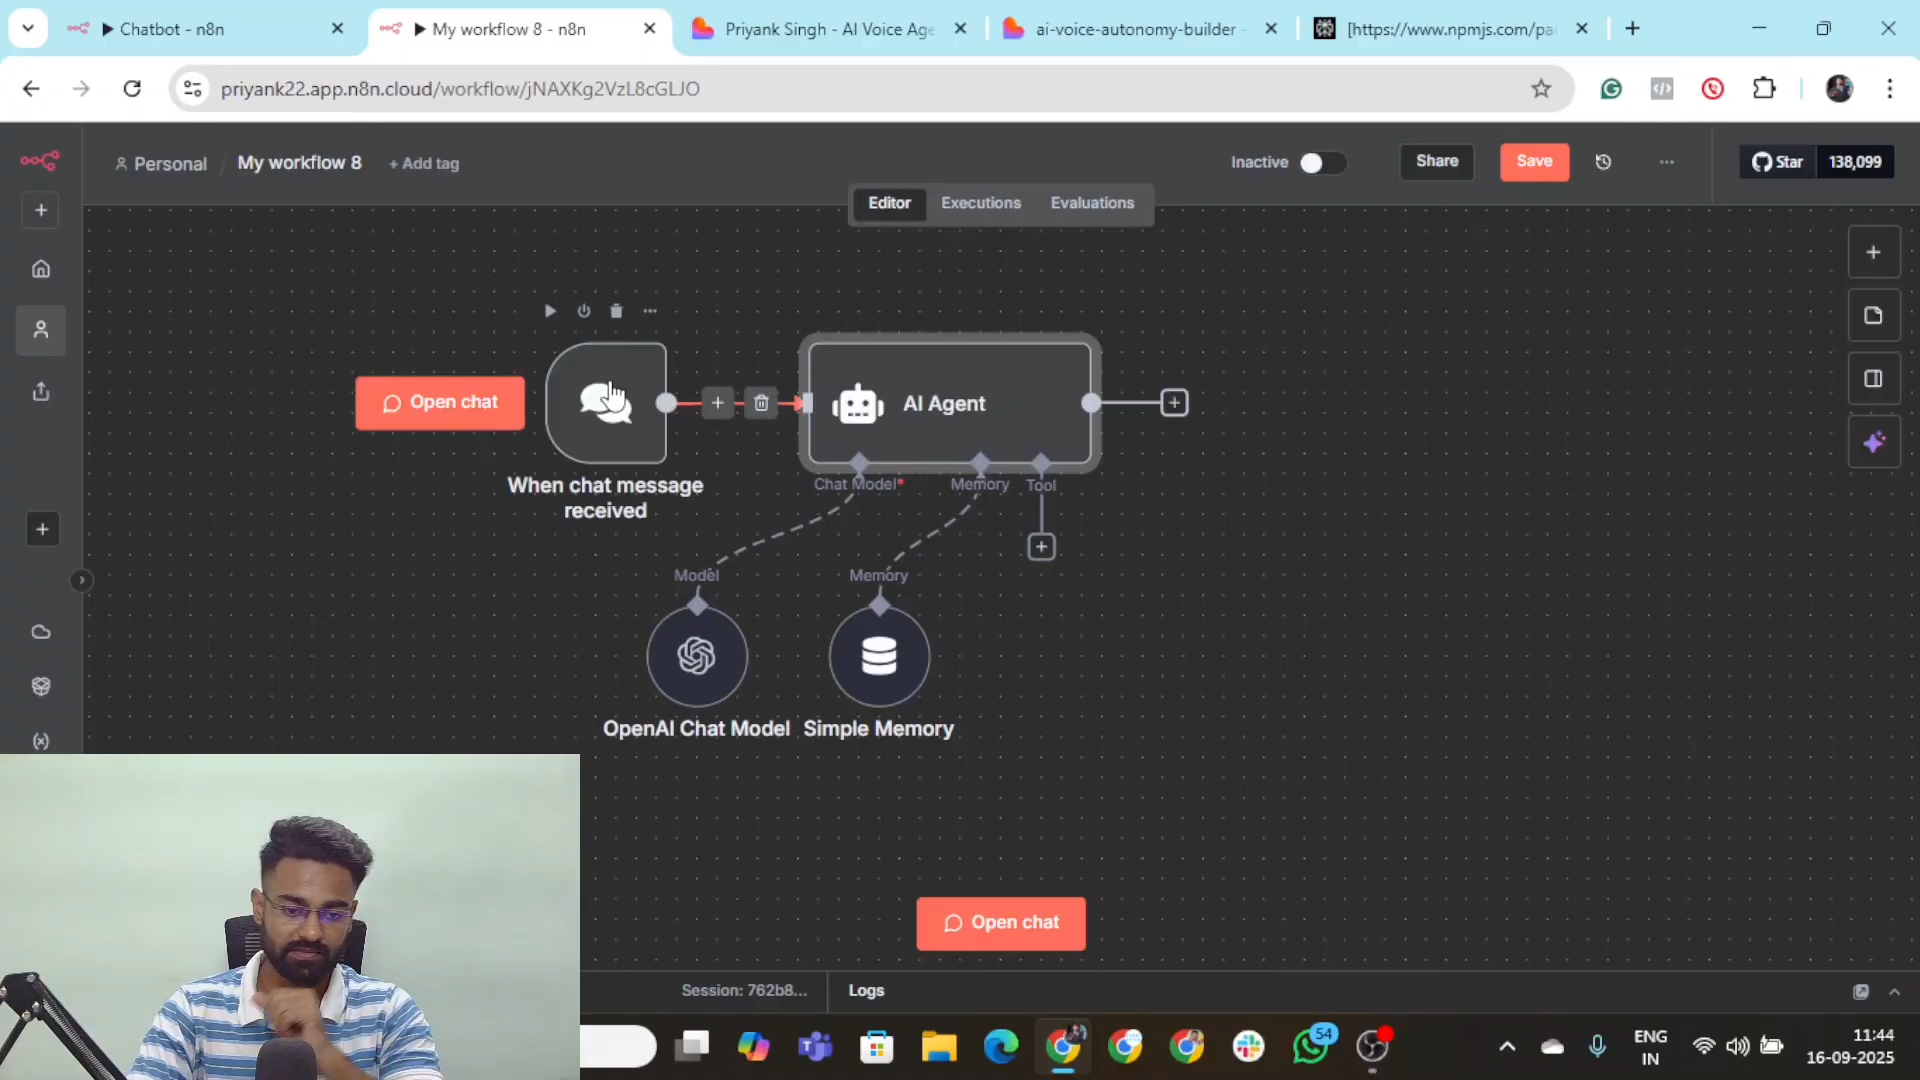 Chatbot - n8n
My workflow 8 - n8n
Priyank Singh - AI Voice Age
ai-voice-autonomy-builder -
[https://www.npmjs.com/pac
priyank22.app.n8n.cloud/workflow/jNAXKg2VzL8cGLJO
Personal / My workflow 8 + Add tag
Inactive
Share
Save
Star 138,099
Editor Executions Evaluations
Open chat
AI Agent
Chat Model* Memory Tool
When chat message
received
Model Memory
OpenAI Chat Model Simple Memory
Open chat
Session: 762b8...
Logs
54
ENG
IN
11:44
16-09-2025